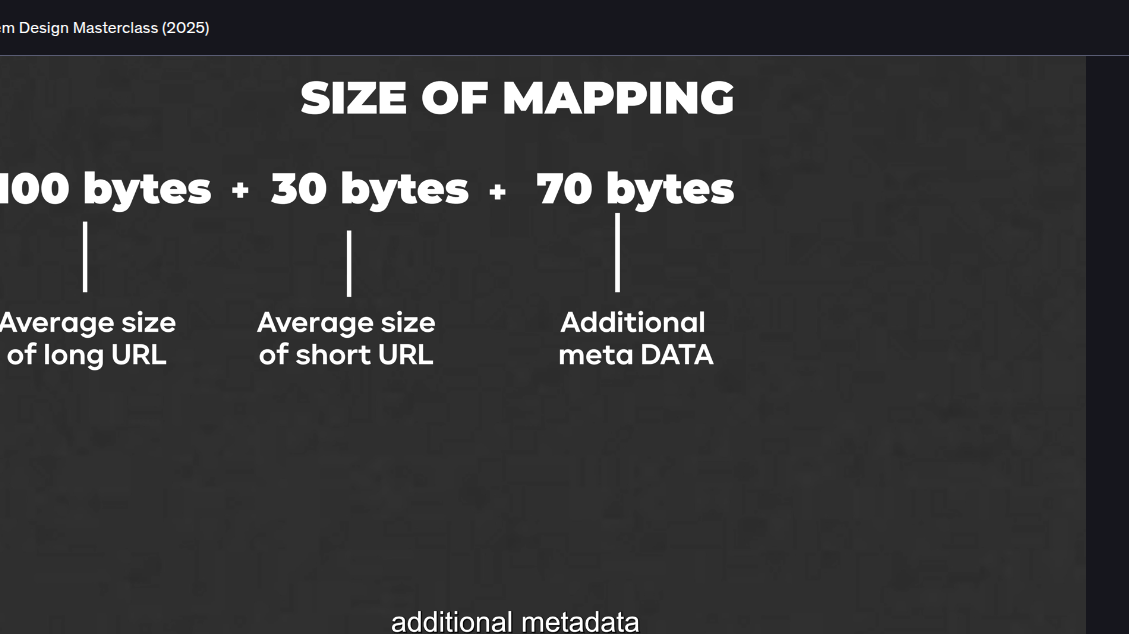 em Design Masterclass (2025)
SIZE OF MAPPING
100 bytes + 30 bytes + 70 bytes
Average size of long URL
Average size of short URL
Additional meta DATA
additional metadata